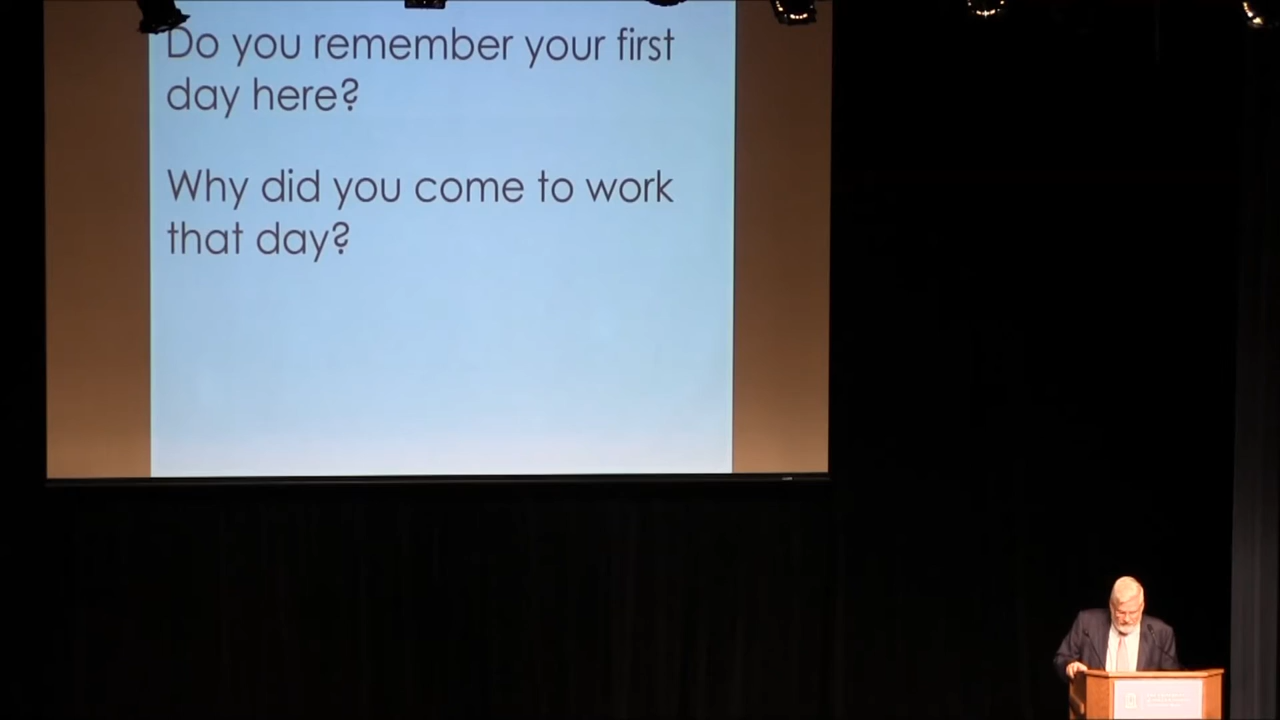 Do you remember your first
day here?
Why did you come to work
that day?